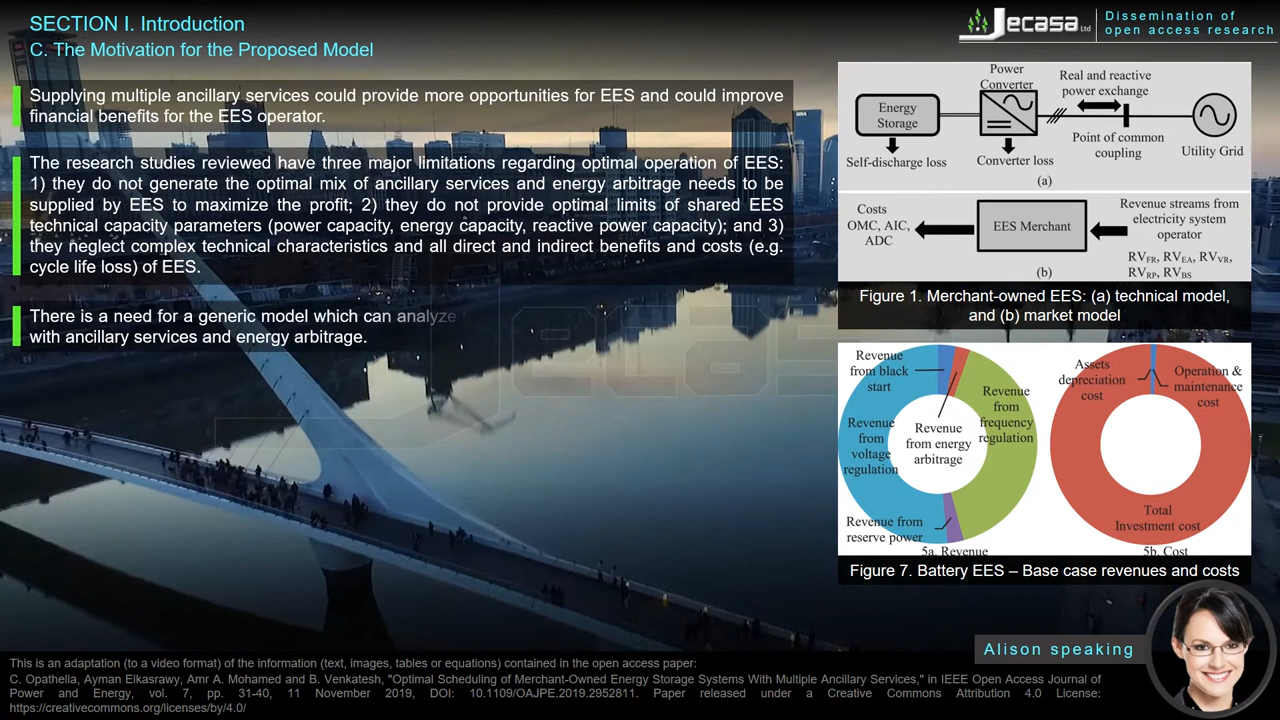 SECTION I. Introduction
C. The Motivation for the Proposed Model
Jecasa Ltd
Dissemination of
open access research
Supplying multiple ancillary services could provide more opportunities for EES and could improve
financial benefits for the EES operator.
The research studies reviewed have three major limitations regarding optimal operation of EES:
1) they do not generate the optimal mix of ancillary services and energy arbitrage needs to be
supplied by EES to maximize the profit; 2) they do not provide optimal limits of shared EES
technical capacity parameters (power capacity, energy capacity, reactive power capacity); and 3)
they neglect complex technical characteristics and all direct and indirect benefits and costs (e.g.
cycle life loss) of EES.
There is a need for a generic model which can analyze
with ancillary services and energy arbitrage.
Power
Converter
Real and reactive
power exchange
Energy
Storage
Point of common
coupling
Utility Grid
Self-discharge loss
Converter loss
(a)
Costs
OMC, AIC,
ADC
EES Merchant
Revenue streams from
electricity system
operator
RV_FR, RV_EA, RV_VR,
RV_RP, RV_BS
(b)
Figure 1. Merchant-owned EES: (a) technical model,
and (b) market model
Revenue
from black
start
Revenue
from
frequency
regulation
Revenue
from energy
arbitrage
Revenue
from
voltage
regulation
Revenue from
reserve power
5a. Revenue
Assets
depreciation
cost
Operation &
maintenance
cost
Total
Investment cost
5b. Cost
Figure 7. Battery EES – Base case revenues and costs
Alison speaking
This is an adaptation (to a video format) of the information (text, images, tables or equations) contained in the open access paper:
C. Opathella, Ayman Elkasrawy, Amr A. Mohamed and B. Venkatesh, "Optimal Scheduling of Merchant-Owned Energy Storage Systems With Multiple Ancillary Services," in IEEE Open Access Journal of
Power and Energy, vol. 7, pp. 31-40, 11 November 2019, DOI: 10.1109/OAJPE.2019.2952811. Paper released under a Creative Commons Attribution 4.0 License:
https://creativecommons.org/licenses/by/4.0/